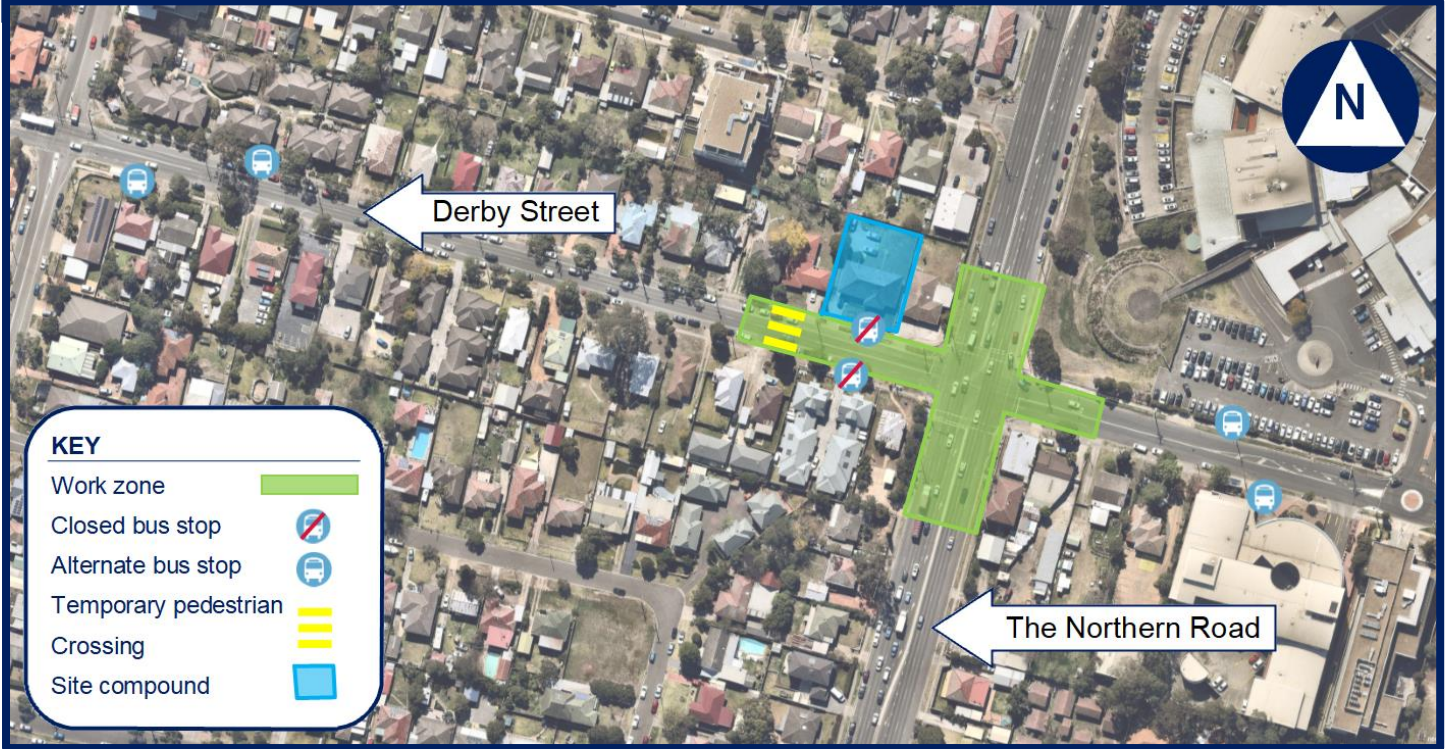 N
Derby Street
KEY
Work zone
Closed bus stop
Alternate bus stop
Temporary pedestrian
Crossing
Site compound
The Northern Road